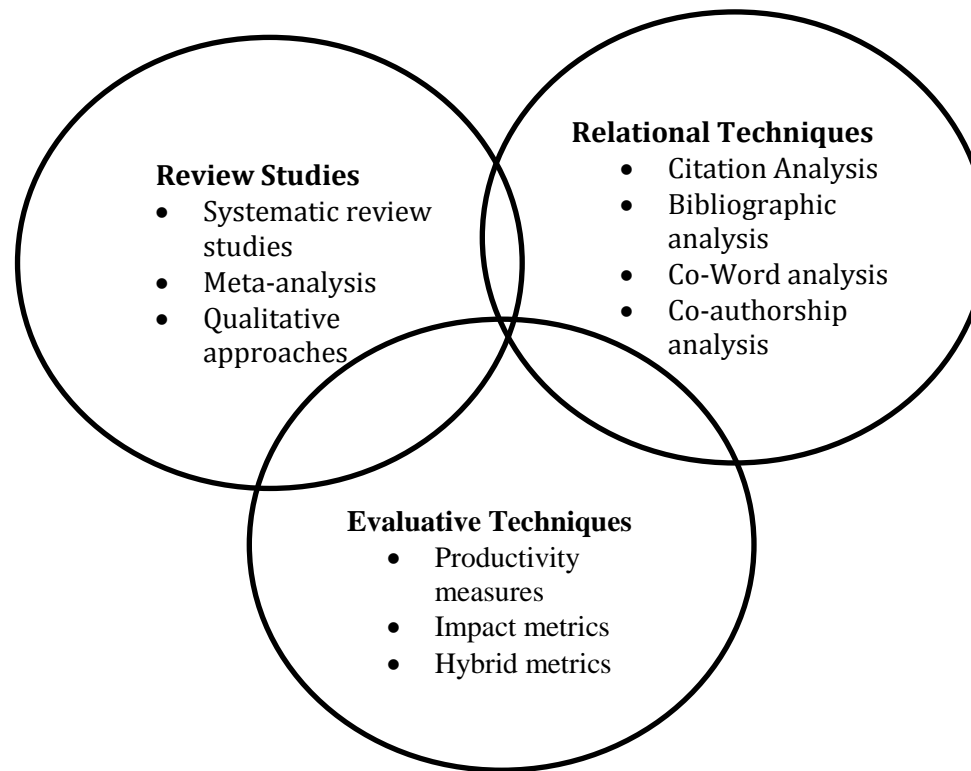 Review Studies
• Systematic review
studies
• Meta-analysis
• Qualitative
approaches
Relational Techniques
• Citation Analysis
• Bibliographic
analysis
• Co-Word analysis
• Co-authorship
analysis
Evaluative Techniques
• Productivity
measures
• Impact metrics
• Hybrid metrics